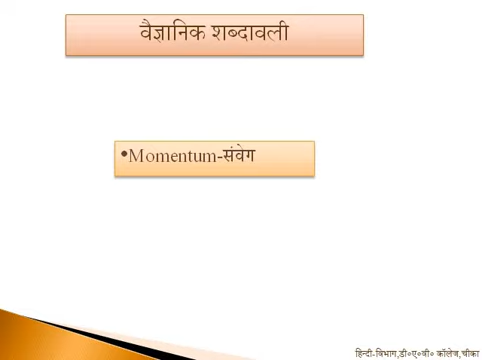 वैज्ञानिक शब्दावली
•Momentum-संवेग
हिन्दी-विभाग,डी०ए०वी० कॉलेज,चीका